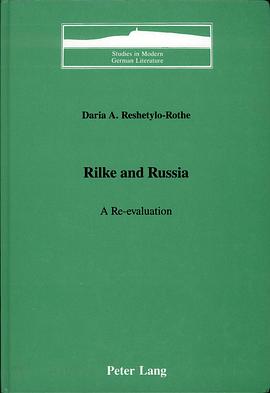 Studies in Modern
German Literature
Daria A. Reshetylo-Rothe
Rilke and Russia
A Re-evaluation
Peter Lang